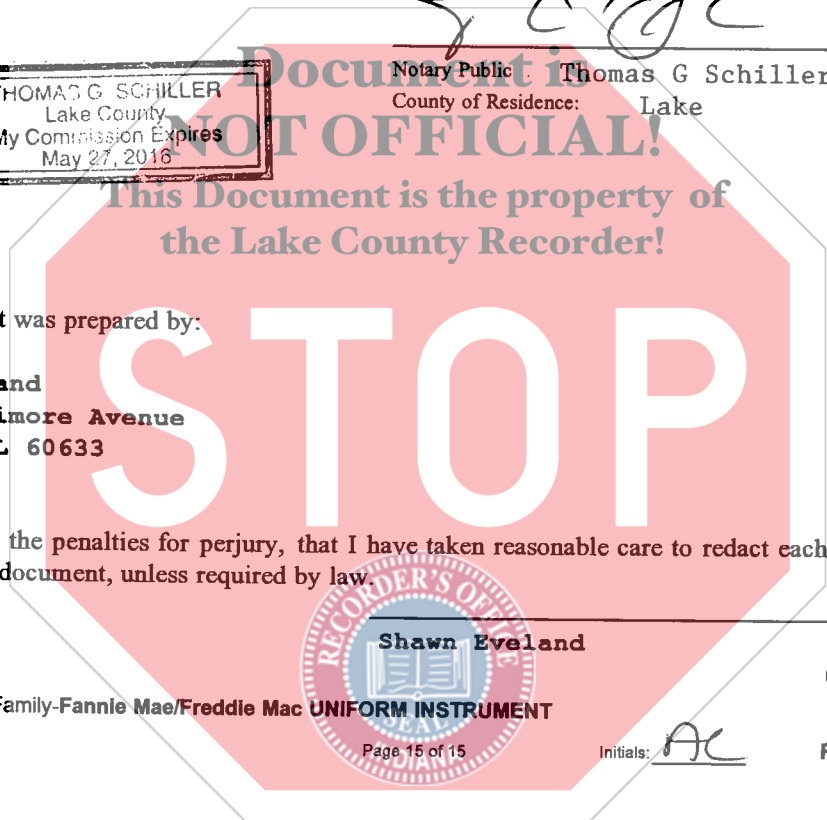 Document is
Notary Public Thomas G Schiller
THOMAS G SCHILLER
County of Residence: Lake
Lake County
My Commission Expires
NOT OFFICIAL!
May 27, 2016
This Document is the property of
the Lake County Recorder!
t was prepared by:
STOP
and
imore Avenue
L 60633
the penalties for perjury, that I have taken reasonable care to redact each
document, unless required by law.
RECORDER'S OFFICE
Shawn Eveland
Family-Fannie Mae/Freddie Mac UNIFORM INSTRUMENT
SEAL
Page 15 of 15
Initials: AC
INDIANA